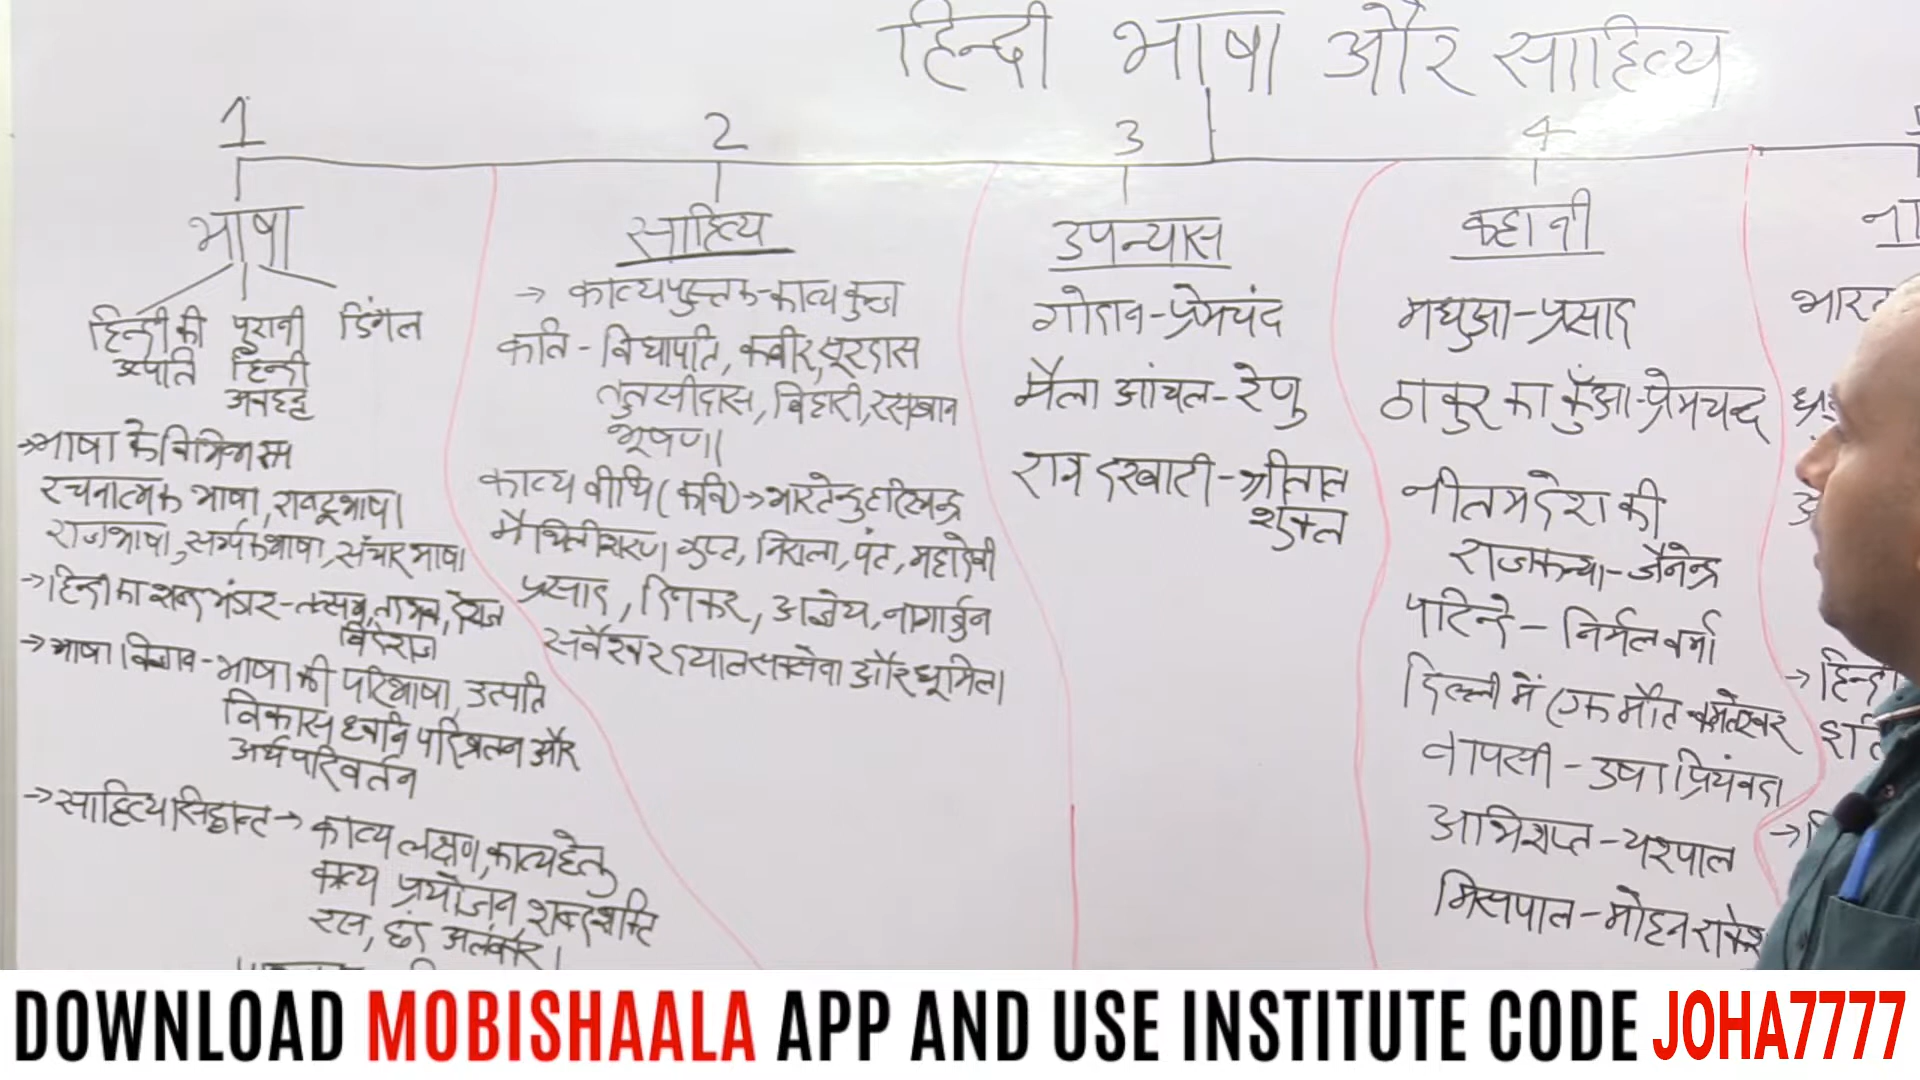 हिन्दी भाषा और साहित्य
1
भाषा
हिन्दी की पुरानी डिंगल
उत्पति हिन्दी
अवहट्ट
→भाषा के विभिन्न रूप
रचनात्मक भाषा, राष्ट्रभाषा
राजभाषा, सर्म्पक भाषा, संचार भाषा
→हिन्दी का शब्द भंडार-तत्सम, तद्भव, देशज
विदेशज
→भाषा विज्ञान-भाषा की परिभाषा, उत्पति
विकास ध्वनि परिवर्तन और
अर्थ परिवर्तन
→साहित्य सिद्धान्त→काव्य लक्षण, काव्य हेतु
काव्य प्रयोजन, शब्द शक्ति
रस, छंद अलंकार।
2
साहित्य
→ काव्यपुस्तक-काव्य कुञ्ज
कवि - विद्यापति, कबीर, सूरदास
तुलसीदास, बिहारी, रसखान
भूषण।
काव्य वीथि (कवि)→भारतेन्दु हरिश्चन्द्र
मैथिलीशरण गुप्त, निराला, पंत, महादेवी
प्रसाद, दिनकर, अज्ञेय, नागार्जुन
सर्वेश्वर दयाल सक्सेना और धूमिल।
3
उपन्यास
गोदान-प्रेमचंद
मैला आंचल-रेणु
राग दरबारी-श्रीलाल
शुक्ल
4
कहानी
मधुआ-प्रसाद
ठाकुर का कुँआ-प्रेमचन्द
नीलम देश की
राजकन्या-जैनेन्द्र
परिन्दे - निर्मल वर्मा
दिल्ली में एक मौत कमलेश्वर
वापसी - उषा प्रियंवदा
अभिशप्त-यशपाल
मिसपाल-मोहन राकेश
→हिन्दी
DOWNLOAD MOBISHAALA APP AND USE INSTITUTE CODE JOHA7777